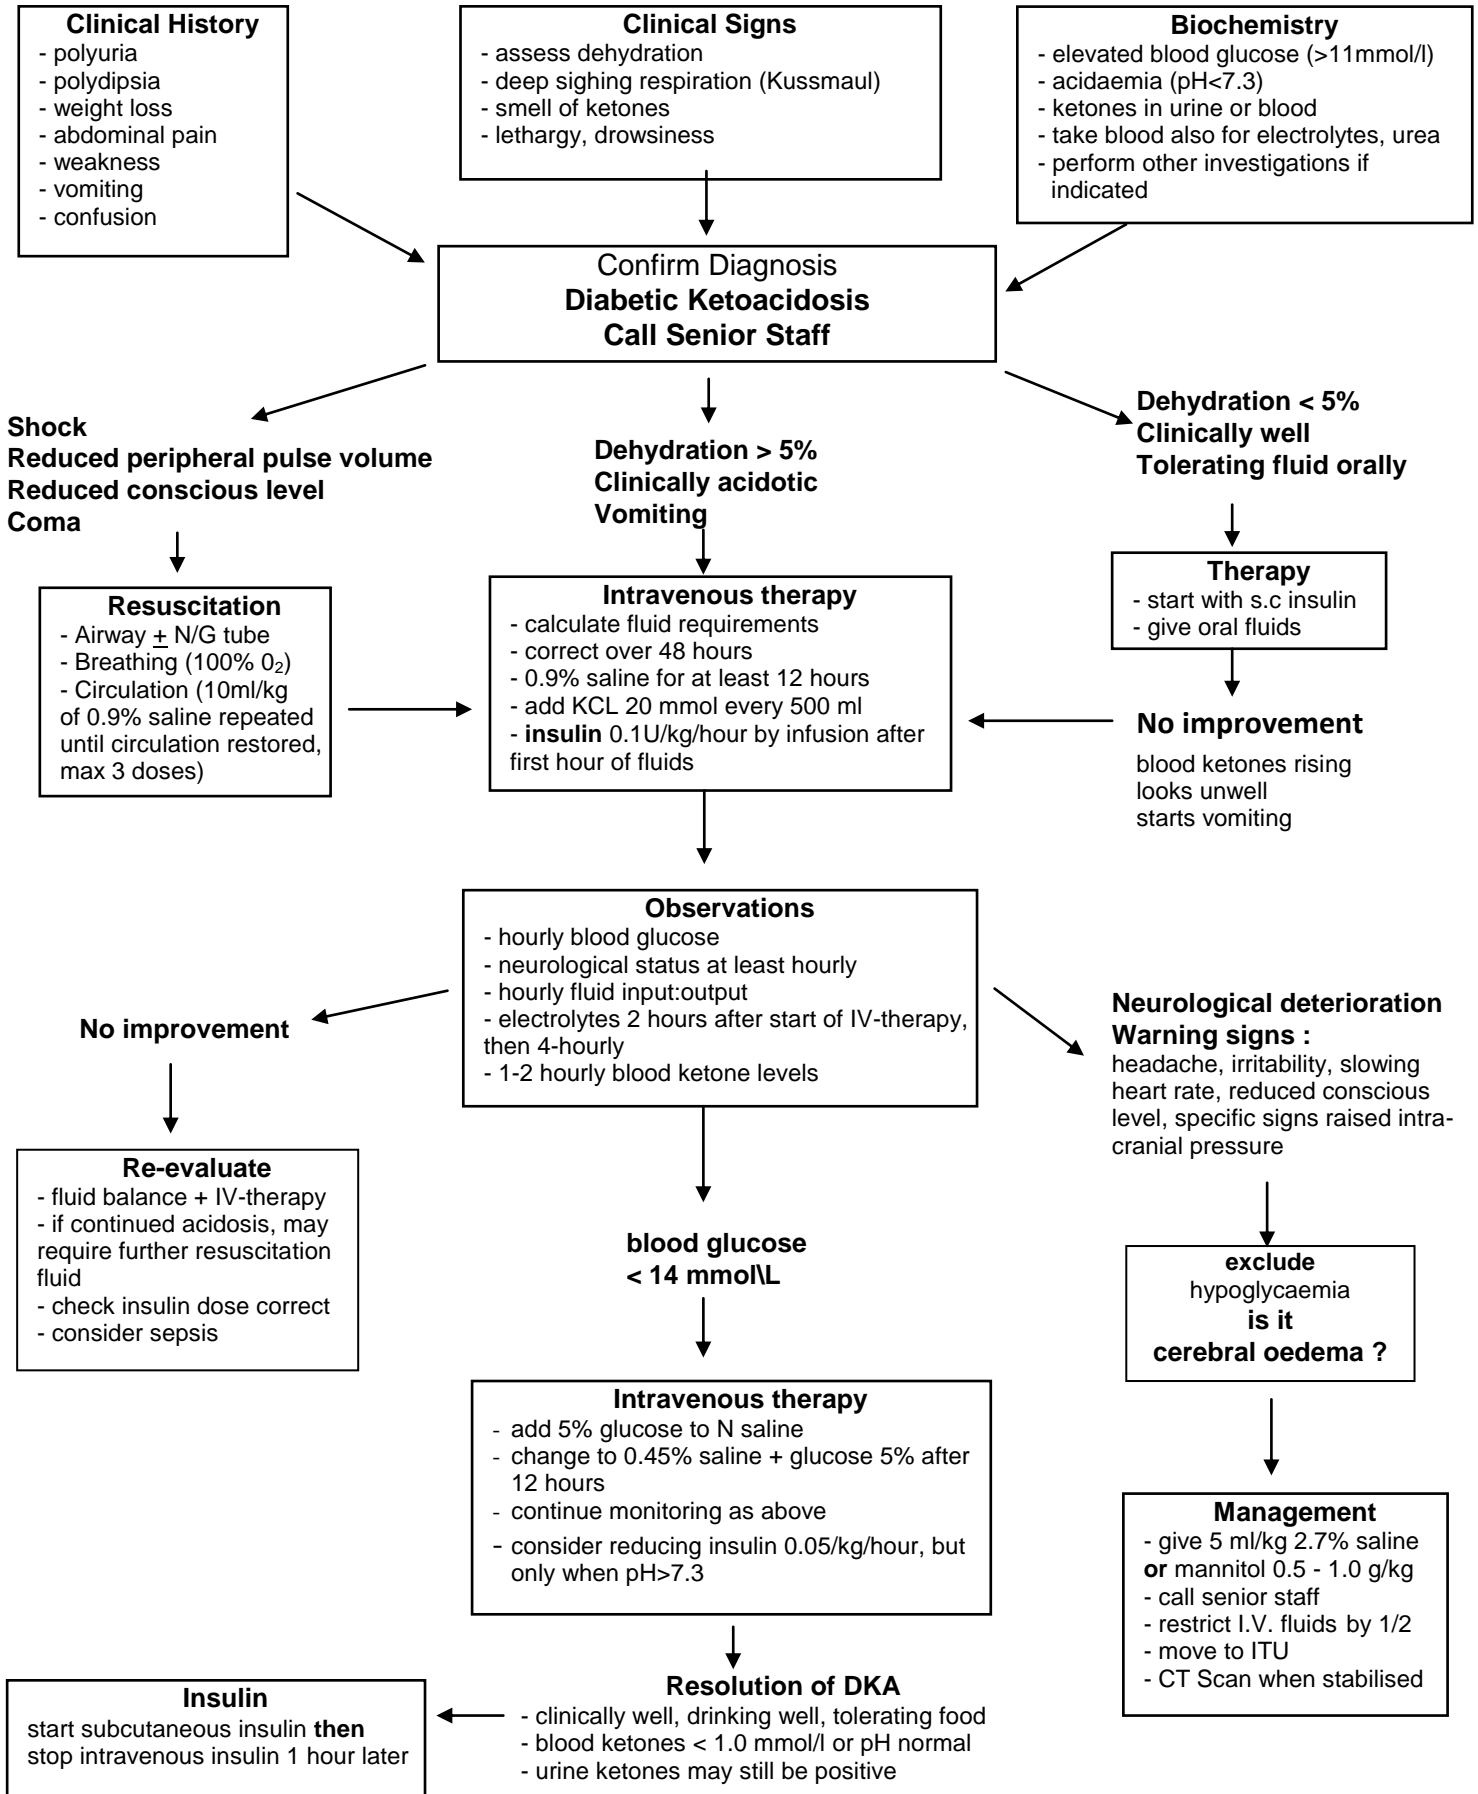 Clinical History
- polyuria
- polydipsia
- weight loss
- abdominal pain
- weakness
- vomiting
- confusion
Clinical Signs
- assess dehydration
- deep sighing respiration (Kussmaul)
- smell of ketones
- lethargy, drowsiness
Biochemistry
- elevated blood glucose (>11mmol/l)
- acidaemia (pH<7.3)
- ketones in urine or blood
- take blood also for electrolytes, urea
- perform other investigations if
indicated
Confirm Diagnosis
Diabetic Ketoacidosis
Call Senior Staff
Shock
Reduced peripheral pulse volume
Reduced conscious level
Coma
Dehydration > 5%
Clinically acidotic
Vomiting
Dehydration < 5%
Clinically well
Tolerating fluid orally
Resuscitation
- Airway ± N/G tube
- Breathing (100% 0₂)
- Circulation (10ml/kg
of 0.9% saline repeated
until circulation restored,
max 3 doses)
Intravenous therapy
- calculate fluid requirements
- correct over 48 hours
- 0.9% saline for at least 12 hours
- add KCL 20 mmol every 500 ml
- insulin 0.1U/kg/hour by infusion after
first hour of fluids
Therapy
- start with s.c insulin
- give oral fluids
No improvement
blood ketones rising
looks unwell
starts vomiting
Observations
- hourly blood glucose
- neurological status at least hourly
- hourly fluid input:output
- electrolytes 2 hours after start of IV-therapy,
then 4-hourly
- 1-2 hourly blood ketone levels
No improvement
Re-evaluate
- fluid balance + IV-therapy
- if continued acidosis, may
require further resuscitation
fluid
- check insulin dose correct
- consider sepsis
blood glucose
< 14 mmol\L
Neurological deterioration
Warning signs :
headache, irritability, slowing
heart rate, reduced conscious
level, specific signs raised intra-
cranial pressure
exclude
hypoglycaemia
is it
cerebral oedema ?
Intravenous therapy
- add 5% glucose to N saline
- change to 0.45% saline + glucose 5% after
12 hours
- continue monitoring as above
- consider reducing insulin 0.05/kg/hour, but
only when pH>7.3
Management
- give 5 ml/kg 2.7% saline
or mannitol 0.5 - 1.0 g/kg
- call senior staff
- restrict I.V. fluids by 1/2
- move to ITU
- CT Scan when stabilised
Resolution of DKA
- clinically well, drinking well, tolerating food
- blood ketones < 1.0 mmol/l or pH normal
- urine ketones may still be positive
Insulin
start subcutaneous insulin then
stop intravenous insulin 1 hour later